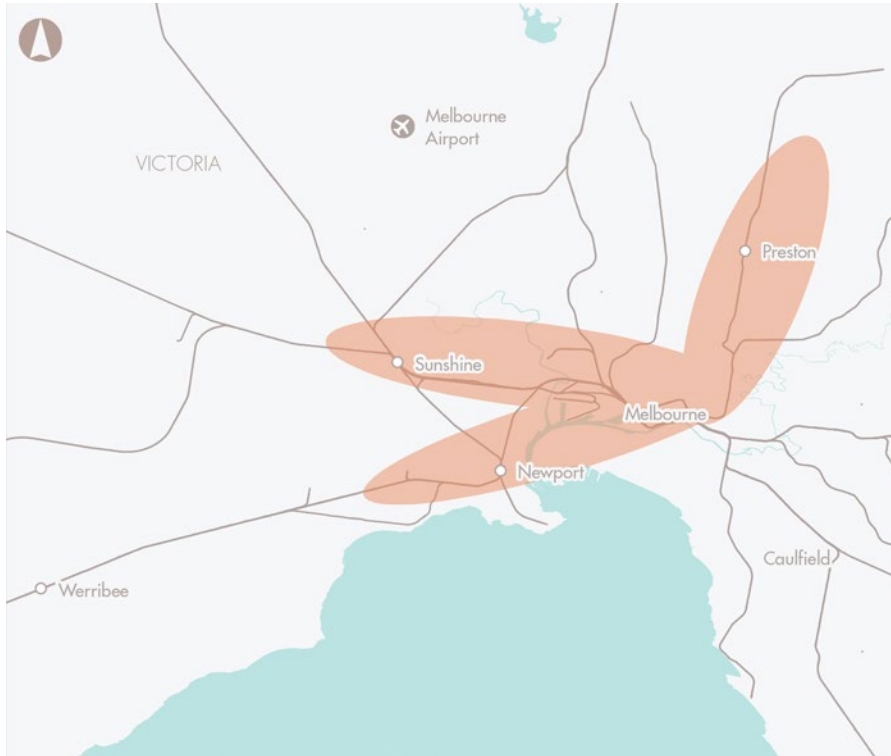 Melbourne
Airport
VICTORIA
Preston
Sunshine
Melbourne
Newport
Caulfield
Werribee